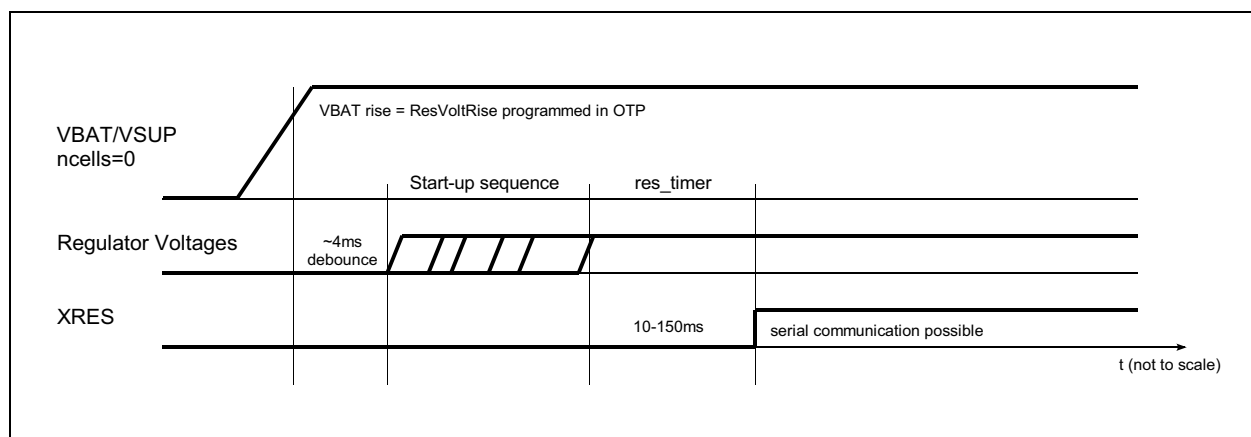 VBAT rise = ResVoltRise programmed in OTP
VBAT/VSUP
ncells=0
Start-up sequence
res_timer
Regulator Voltages
~4ms
debounce
XRES
10-150ms
serial communication possible
t (not to scale)